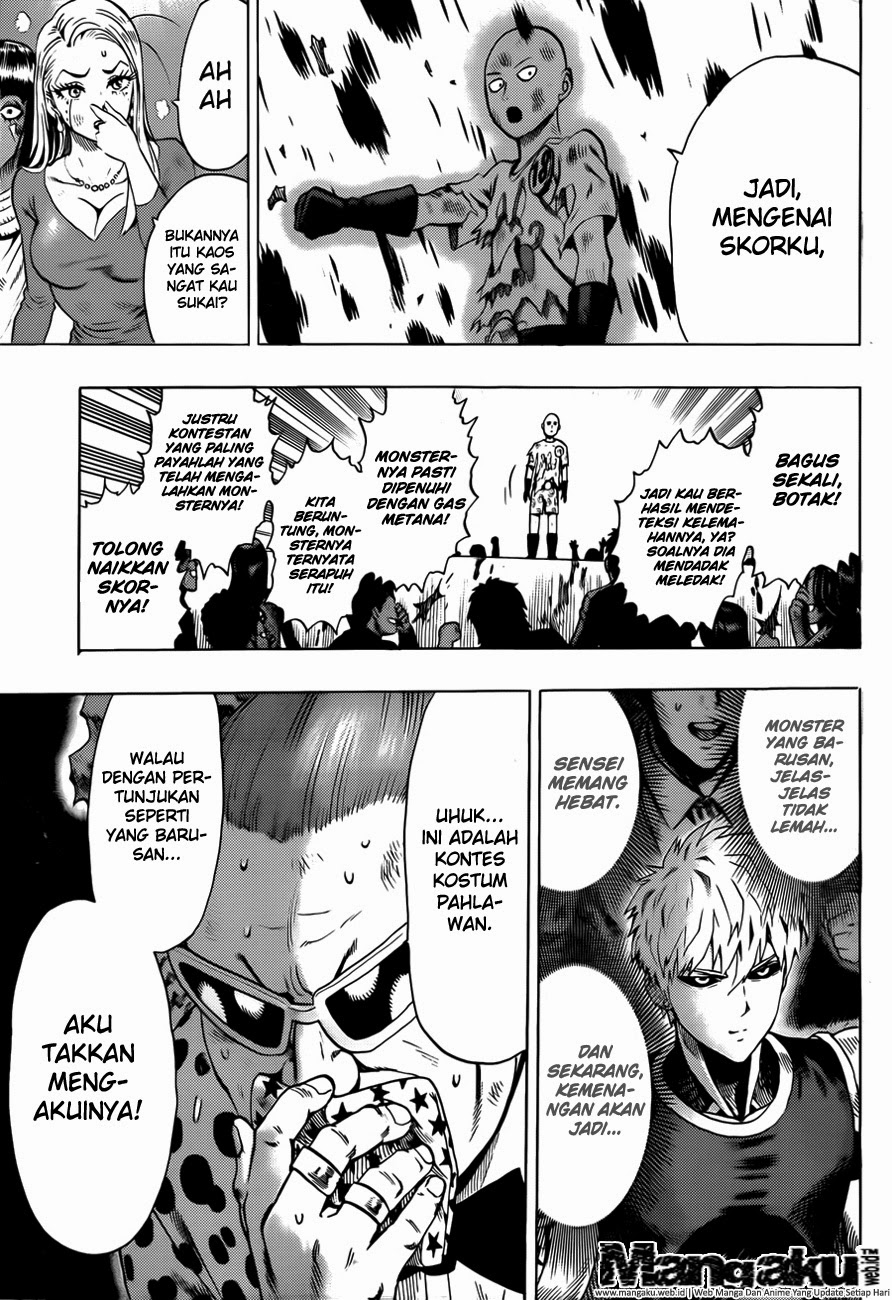 JADI,
MENGENAI
SKORKU,
AH
AH
BUKANNYA
ITU KAOS
YANG SA-
NGAT KAU
SUKAI?
BAGUS
SEKALI,
BOTAK!
JADI KAU BER-
HASIL MENDE-
TEKSI KELEMA-
HANNYA, YA?
SOALNYA DIA
MENDADAK
MELEDAK!
MONSTER-
NYA PASTI
DIPENUHI
DENGAN GAS
METANA!
KITA
BERUN-
TUNG, MON-
STERNYA
TERNYATA
SERAPUH
ITU!
JUSTRU
KONTESTAN
YANG PALING
PAYAHLAH YANG
TELAH MENGA-
LAHKAN MON-
STERNYA!
TOLONG
NAIKKAN
SKOR-
NYA!
MONSTER
YANG BA-
RUSAN,
JELAS-
JELAS
TIDAK
LEMAH...
SENSEI
MEMANG
HEBAT.
DAN
SEKARANG,
KEMENA-
NGAN AKAN
JADI...
UHUK...
INI ADALAH
KONTES
KOSTUM
PAHLA-
WAN.
WALAU
DENGAN PER-
TUNJUKAN
SEPERTI
YANG BARU-
SAN...
AKU
TAKKAN
MENG-
AKUINYA!
Mangaku
web.id
www.mangaku.web.id | Web Manga Dan Anime Yang Update Setiap Hari